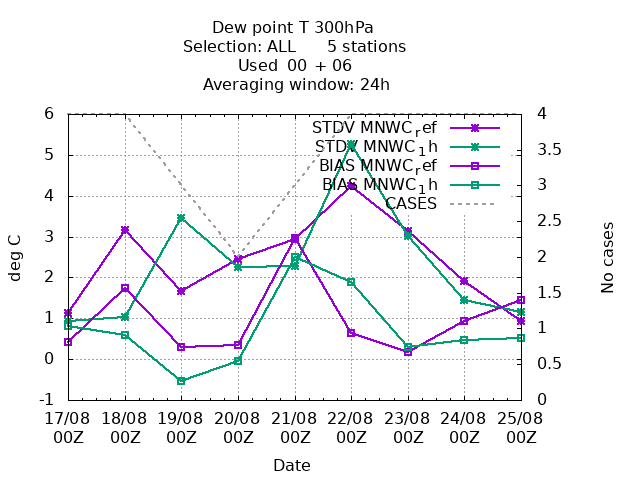 Dew point T 300hPa
Selection: ALL      5 stations
Used  00 + 06
Averaging window: 24h
STDV MNWC_ref
STDV MNWC_1h
BIAS MNWC_ref
BIAS MNWC_1h
CASES
deg C
6
5
4
3
2
1
0
-1
4
3.5
3
2.5
2
1.5
1
0.5
0
No cases
17/08 18/08 19/08 20/08 21/08 22/08 23/08 24/08 25/08
00Z 00Z 00Z 00Z 00Z 00Z 00Z 00Z 00Z
Date